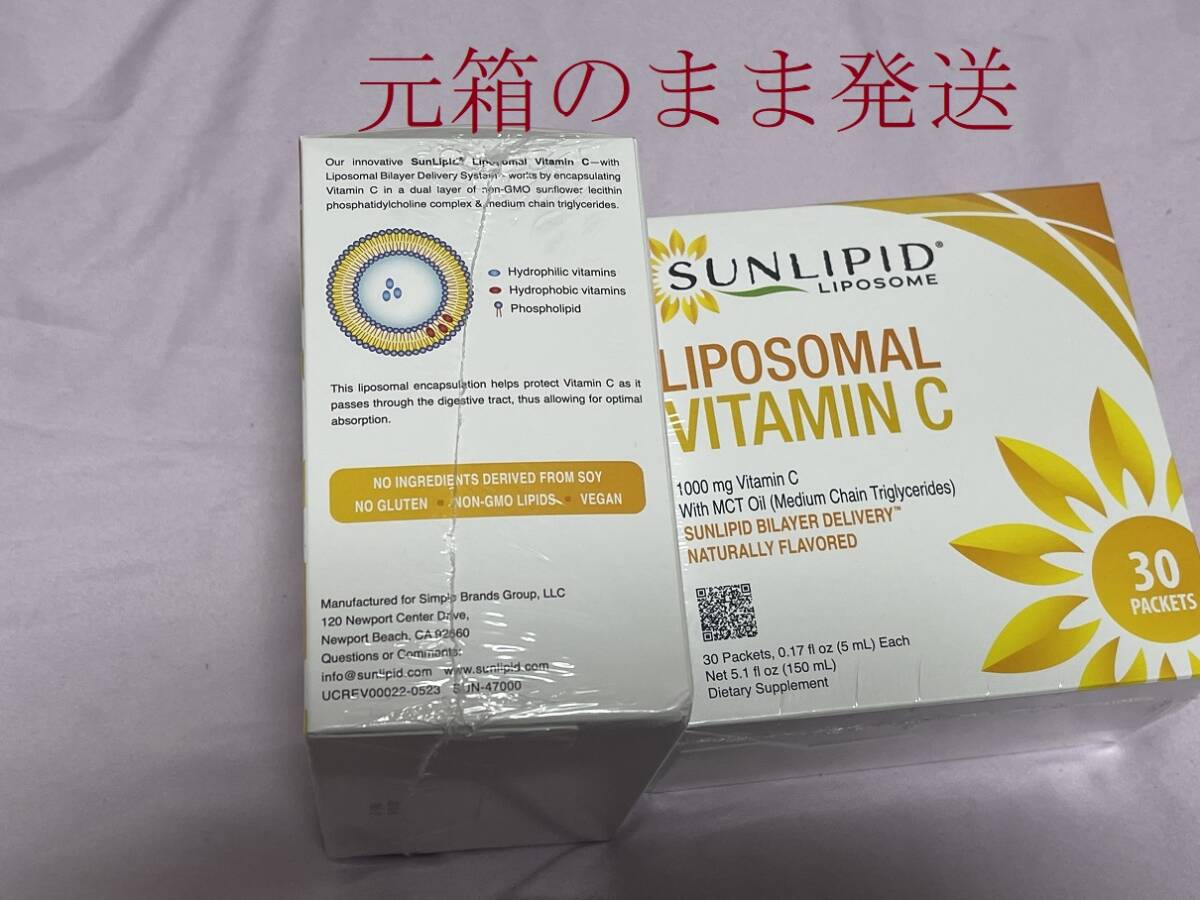 元箱のまま発送
Our innovative SunLipid® Liposomal Vitamin C—with
Liposomal Bilayer Delivery System - works by encapsulating
Vitamin C in a dual layer of non-GMO sunflower lecithin
phosphatidylcholine complex & medium chain triglycerides.
Hydrophilic vitamins
Hydrophobic vitamins
Phospholipid
This liposomal encapsulation helps protect Vitamin C as it
passes through the digestive tract, thus allowing for optimal
absorption.
NO INGREDIENTS DERIVED FROM SOY
NO GLUTEN • NON-GMO LIPIDS • VEGAN
Manufactured for Simple Brands Group, LLC
120 Newport Center Drive,
Newport Beach, CA 92660
Questions or Comments:
info@sunlipid.com www.sunlipid.com
UCREV00022-0523 SUN-47000
SUNLIPID®
LIPOSOME
LIPOSOMAL
VITAMIN C
1000 mg Vitamin C
With MCT Oil (Medium Chain Triglycerides)
SUNLIPID BILAYER DELIVERY™
NATURALLY FLAVORED
30
PACKETS
30 Packets, 0.17 fl oz (5 mL) Each
Net 5.1 fl oz (150 mL)
Dietary Supplement